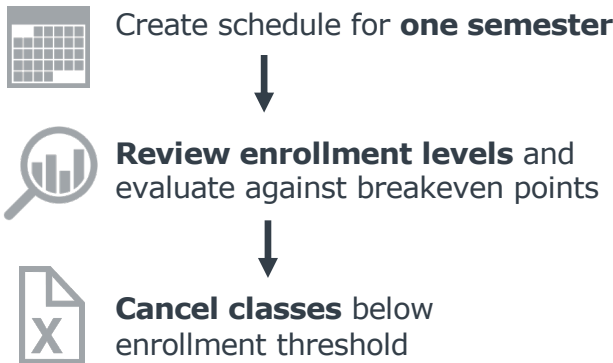 Create schedule for one semester
Review enrollment levels and
evaluate against breakeven points
X
Cancel classes below
enrollment threshold